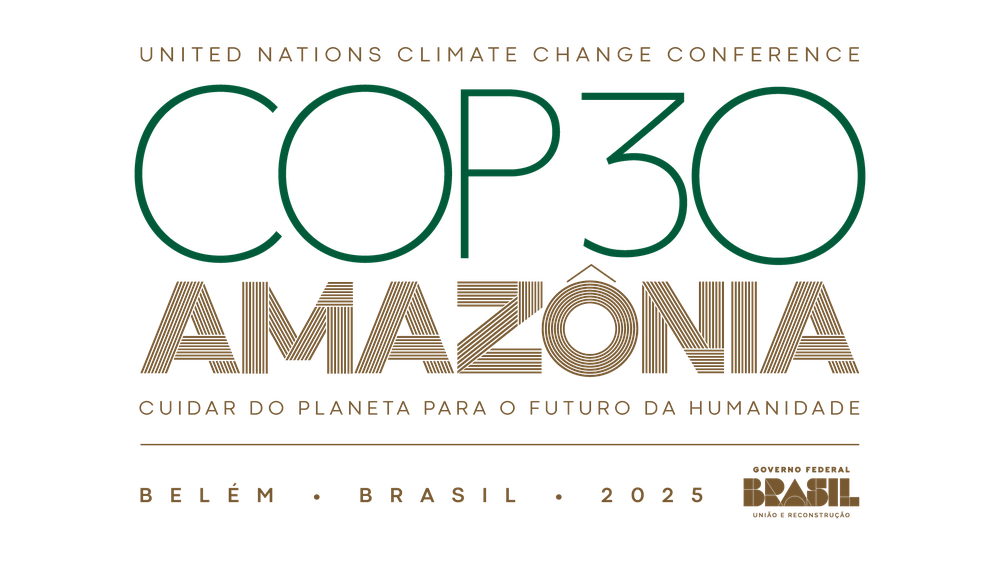 UNITED NATIONS CLIMATE CHANGE CONFERENCE
COP30
AMAZÔNIA
CUIDAR DO PLANETA PARA O FUTURO DA HUMANIDADE
BELÉM • BRASIL • 2025
GOVERNO FEDERAL
BRASIL
UNIÃO E RECONSTRUÇÃO